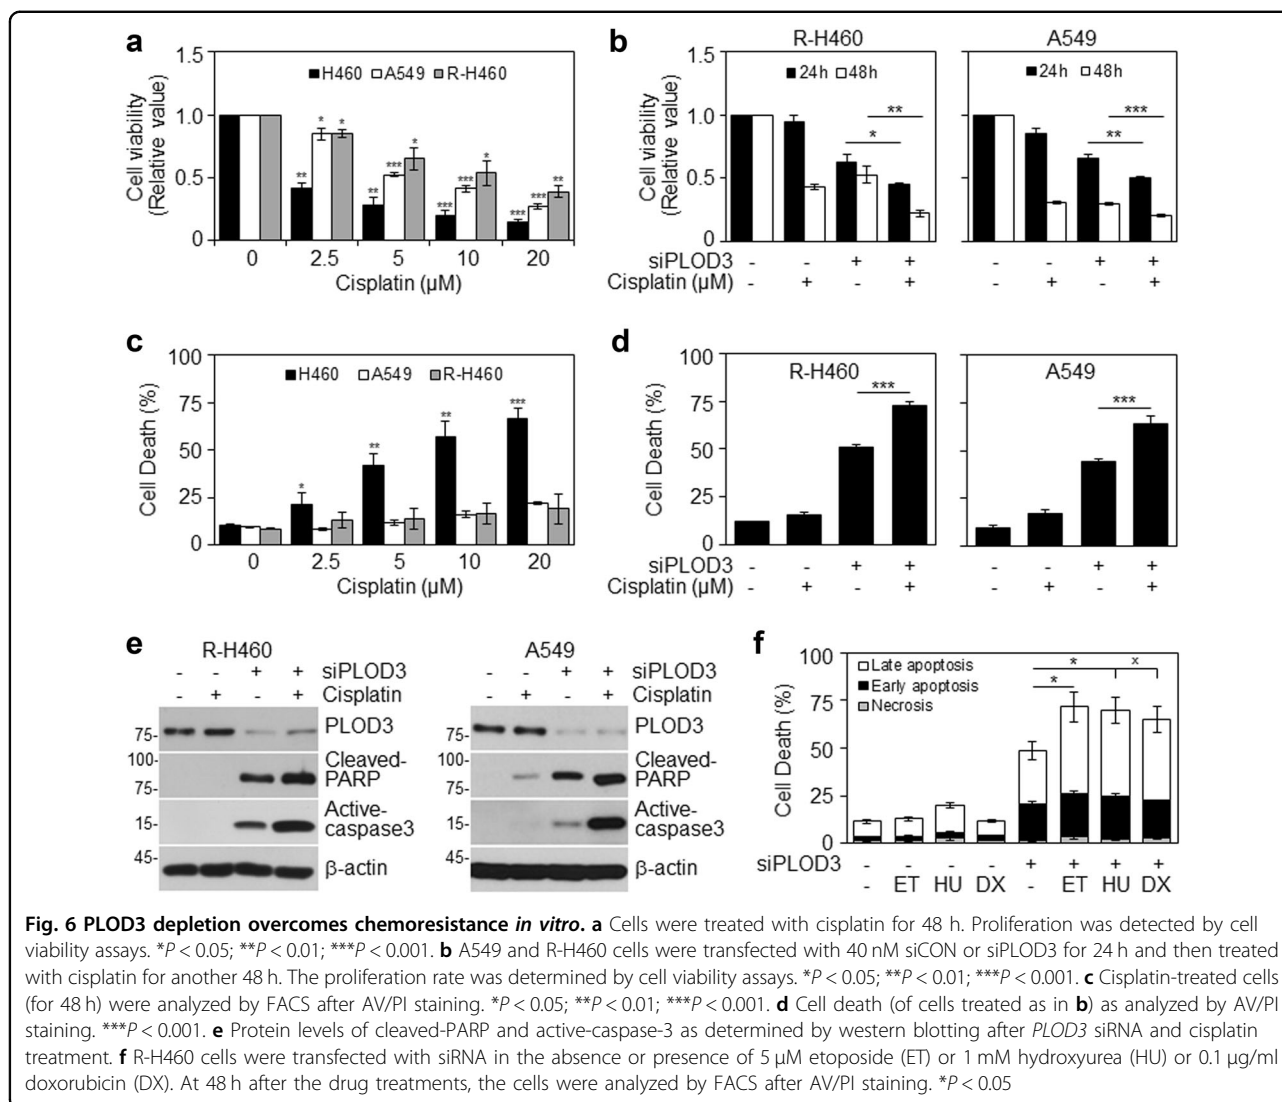 a
1.5
1.0
0.5
0
Cell viability
(Relative value)
H460 A549 R-H460
* *
** *** *
*** *** *
*** *** **
0 2.5 5 10 20
Cisplatin (µM)
b
R-H460
A549
1.5
1.0
0.5
0
Cell viability
(Relative value)
24h 48h
24h 48h
**
*
***
**
siPLOD3 - - + + - - + +
Cisplatin (µM) - + - + - + - +
c
100
75
50
25
0
Cell Death (%)
H460 A549 R-H460
*
**
**
***
0 2.5 5 10 20
Cisplatin (µM)
d
100
75
50
25
0
Cell Death (%)
R-H460
A549
***
***
siPLOD3 - - + + - - + +
Cisplatin (µM) - + - + - + - +
e
R-H460
A549
- - + + siPLOD3 - - + + siPLOD3
- + - + Cisplatin - + - + Cisplatin
75- PLOD3 75- PLOD3
100- Cleaved- 100- Cleaved-
75- PARP 75- PARP
15- Active- 15- Active-
caspase3 caspase3
45- β-actin 45- β-actin
f
100
75
50
25
0
Cell Death (%)
Late apoptosis
Early apoptosis
Necrosis
* x
*
siPLOD3 - - - - + + + +
- ET HU DX - ET HU DX
Fig. 6 PLOD3 depletion overcomes chemoresistance in vitro. a Cells were treated with cisplatin for 48 h. Proliferation was detected by cell
viability assays. *P < 0.05; **P < 0.01; ***P < 0.001. b A549 and R-H460 cells were transfected with 40 nM siCON or siPLOD3 for 24 h and then treated
with cisplatin for another 48 h. The proliferation rate was determined by cell viability assays. *P < 0.05; **P < 0.01; ***P < 0.001. c Cisplatin-treated cells
(for 48 h) were analyzed by FACS after AV/PI staining. *P < 0.05; **P < 0.01; ***P < 0.001. d Cell death (of cells treated as in b) as analyzed by AV/PI
staining. ***P < 0.001. e Protein levels of cleaved-PARP and active-caspase-3 as determined by western blotting after PLOD3 siRNA and cisplatin
treatment. f R-H460 cells were transfected with siRNA in the absence or presence of 5 µM etoposide (ET) or 1 mM hydroxyurea (HU) or 0.1 µg/ml
doxorubicin (DX). At 48 h after the drug treatments, the cells were analyzed by FACS after AV/PI staining. *P < 0.05